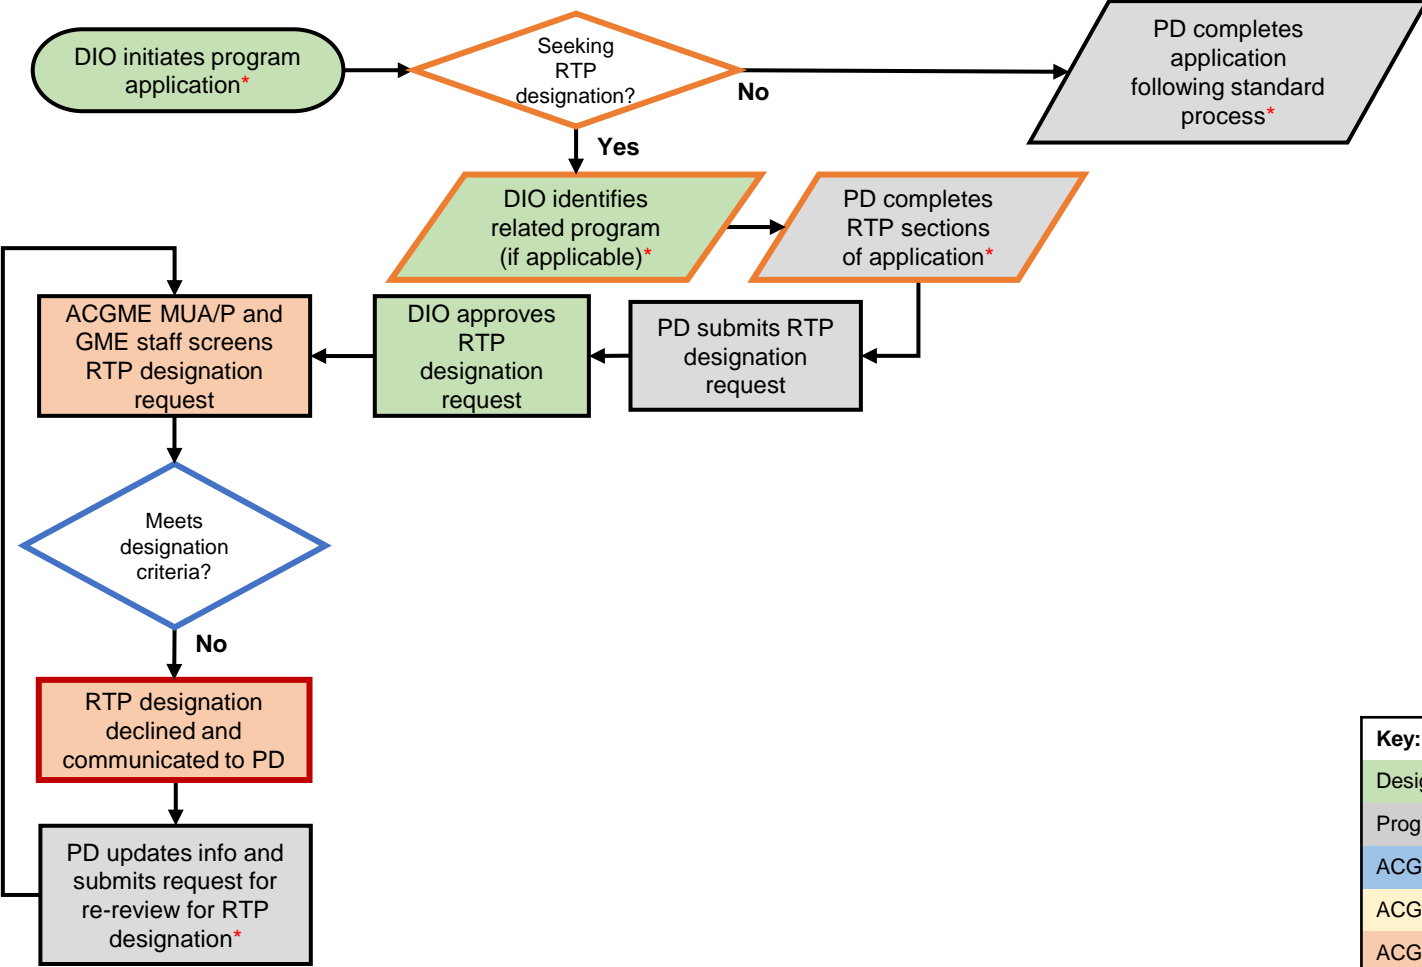 DIO initiates program
application*
Seeking
RTP
designation?
No
PD completes
application
following standard
process*
Yes
DIO identifies
related program
(if applicable)*
PD completes
RTP sections
of application*
ACGME MUA/P and
GME staff screens
RTP designation
request
DIO approves
RTP
designation
request
PD submits RTP
designation
request
Meets
designation
criteria?
No
RTP designation
declined and
communicated to PD
PD updates info and
submits request for
re-review for RTP
designation*
Key: